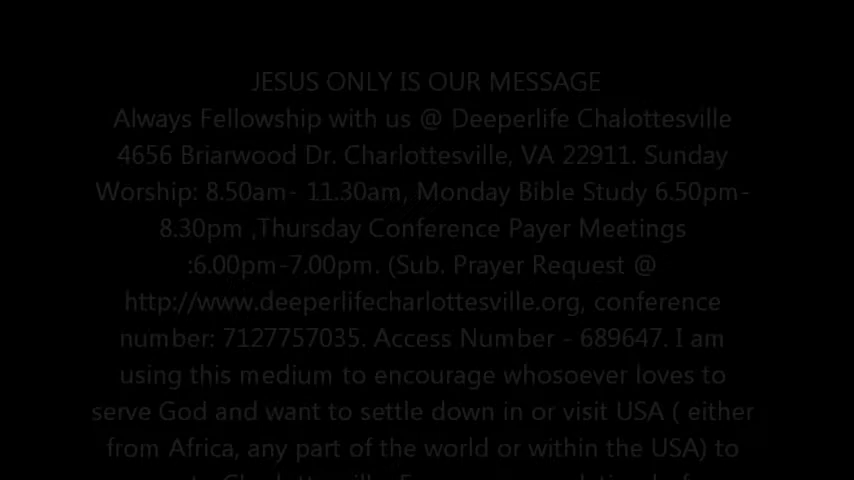 JESUS ONLY IS OUR MESSAGE
Always Fellowship with us @ Deeperlife Chalottesville
4656 Briarwood Dr. Charlottesville, VA 22911. Sunday
Worship: 8.50am- 11.30am, Monday Bible Study 6.50pm-
8.30pm ,Thursday Conference Payer Meetings
:6.00pm-7.00pm. (Sub. Prayer Request @
http://www.deeperlifecharlottesville.org, conference
number: 7127757035. Access Number - 689647. I am
using this medium to encourage whosoever loves to
serve God and want to settle down in or visit USA ( either
from Africa, any part of the world or within the USA) to